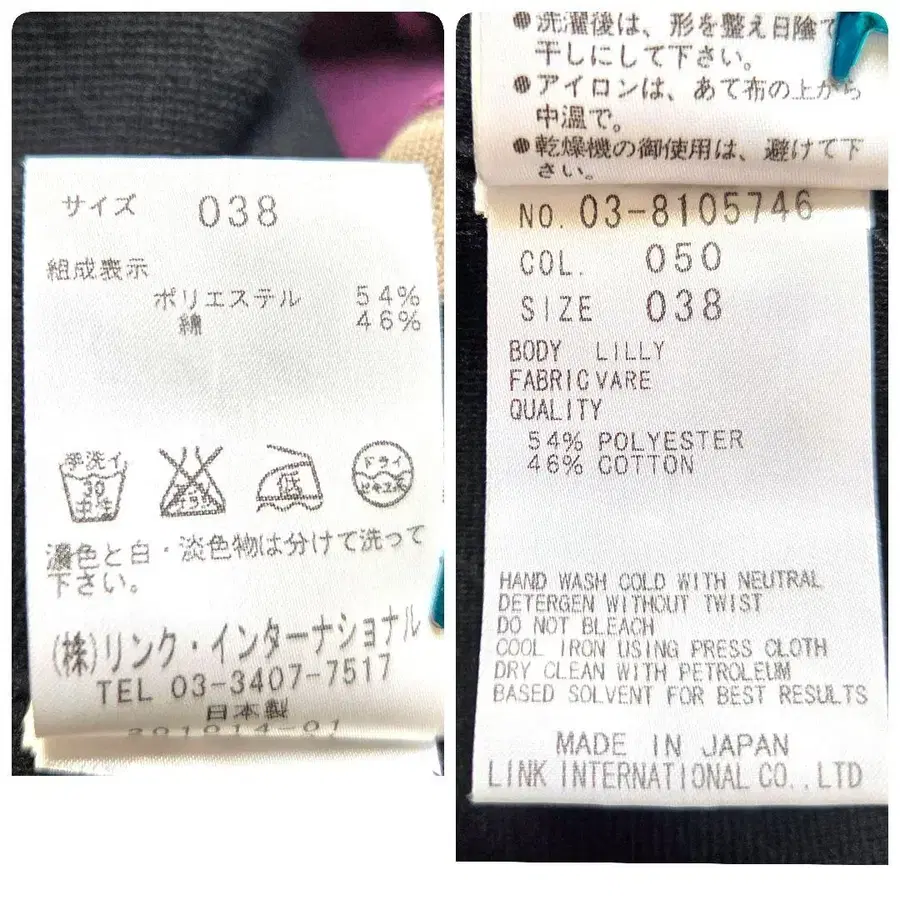 サイズ 038
組成表示
ポリエステル 54%
綿 46%
手洗イ
30
中性
エンソ
サラシ
低
ドライ
セキユ系
濃色と白・淡色物は分けて洗って
下さい。
(株)リンク・インターナショナル
TEL 03-3407-7517
日本製
●洗濯後は、形を整え日陰で
干しにして下さい。
●アイロンは、あて布の上から
中温で。
●乾燥機の御使用は、避けて下
さい。
NO. 03-8105746
COL. 050
SIZE 038
BODY LILLY
FABRIC VARE
QUALITY
54% POLYESTER
46% COTTON
HAND WASH COLD WITH NEUTRAL
DETERGEN WITHOUT TWIST
DO NOT BLEACH
COOL IRON USING PRESS CLOTH
DRY CLEAN WITH PETROLEUM
BASED SOLVENT FOR BEST RESULTS
MADE IN JAPAN
LINK INTERNATIONAL CO.,LTD